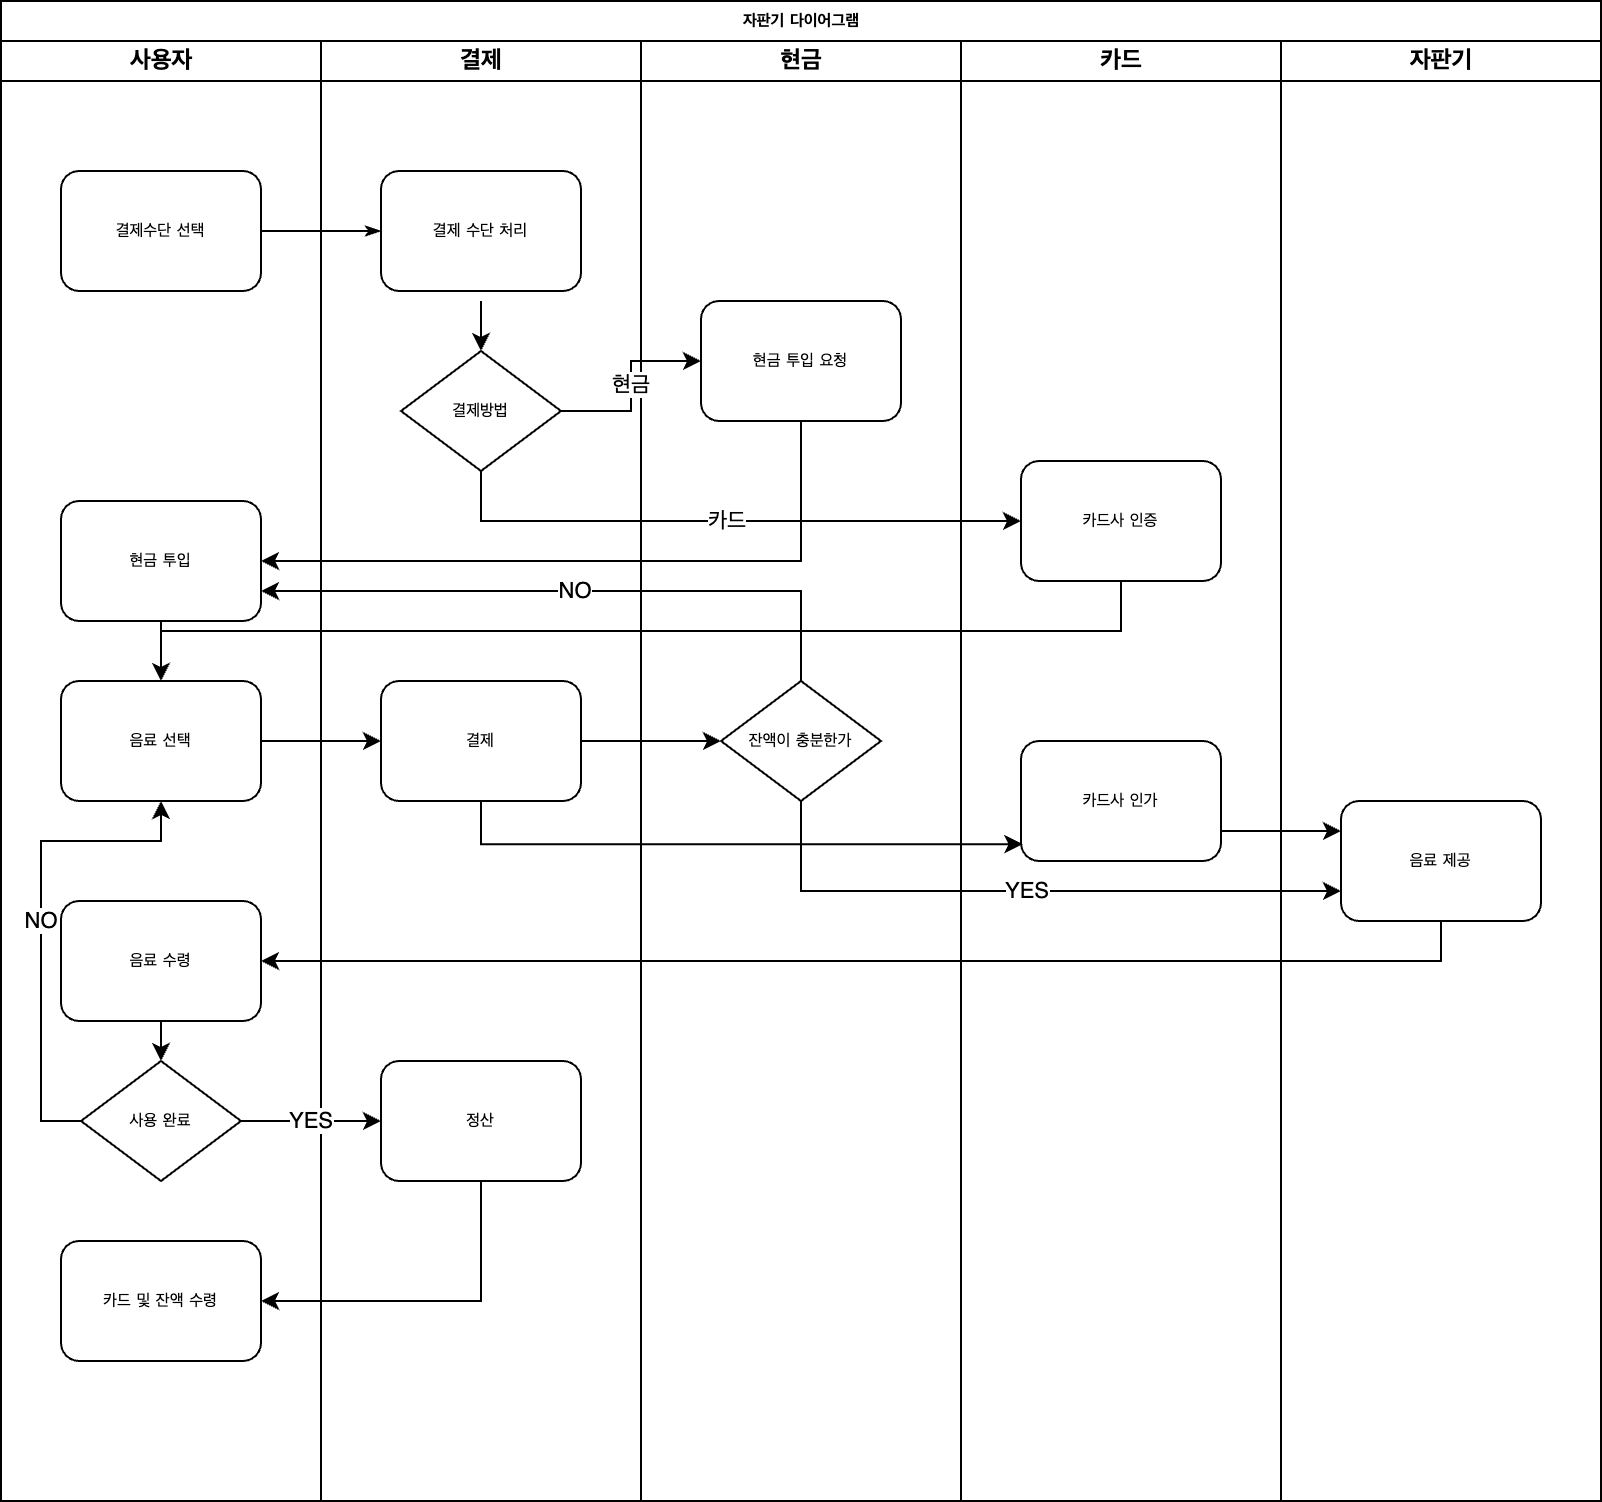 자판기 다이어그램
사용자
결제
현금
카드
자판기
결제수단 선택
결제 수단 처리
현금 투입 요청
현금
결제방법
카드
카드사 인증
현금 투입
NO
음료 선택
결제
잔액이 충분한가
카드사 인가
음료 제공
YES
NO
음료 수령
사용 완료
YES
정산
카드 및 잔액 수령